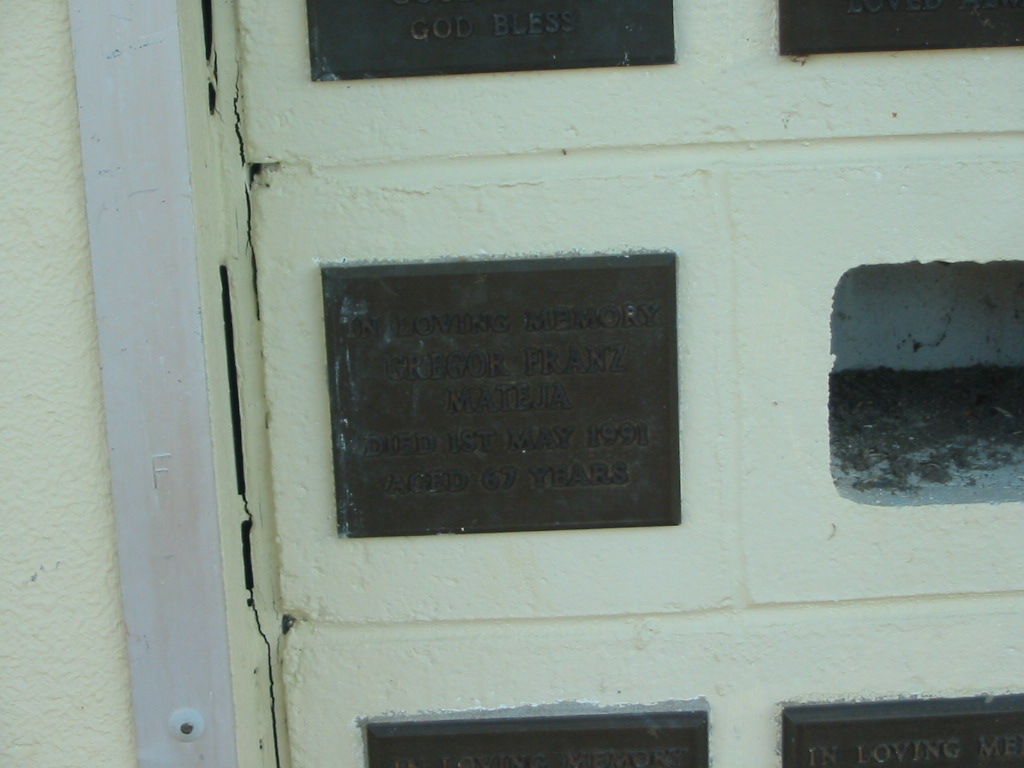 GOD BLESS
LOVED
IN LOVING MEMORY
GREGOR FRANZ
MATEJA
DIED 1ST MAY 1991
AGED 67 YEARS
F
IN LOVING MEMORY
IN LOVING ME